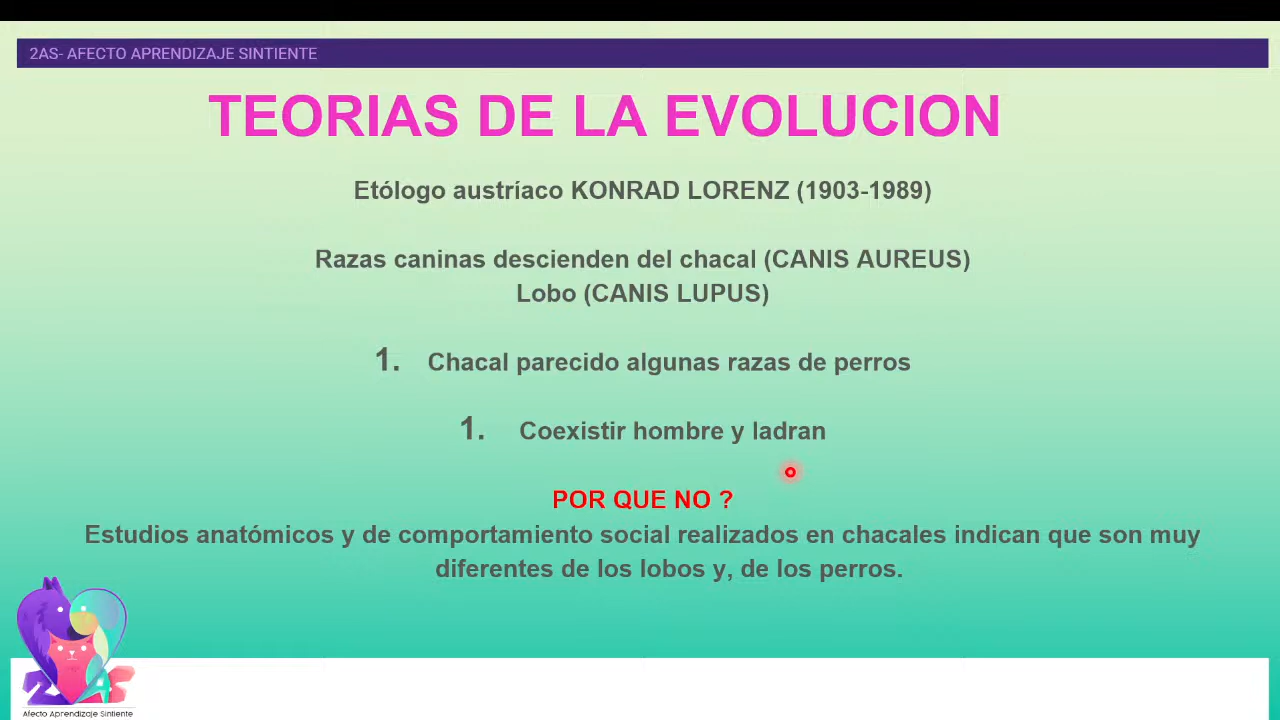 2AS- AFECTO APRENDIZAJE SINTIENTE
TEORIAS DE LA EVOLUCION
Etólogo austríaco KONRAD LORENZ (1903-1989)
Razas caninas descienden del chacal (CANIS AUREUS)
Lobo (CANIS LUPUS)
1. Chacal parecido algunas razas de perros
1. Coexistir hombre y ladran
POR QUE NO ?
Estudios anatómicos y de comportamiento social realizados en chacales indican que son muy
diferentes de los lobos y, de los perros.
2AS
Afecto Aprendizaje Sintiente